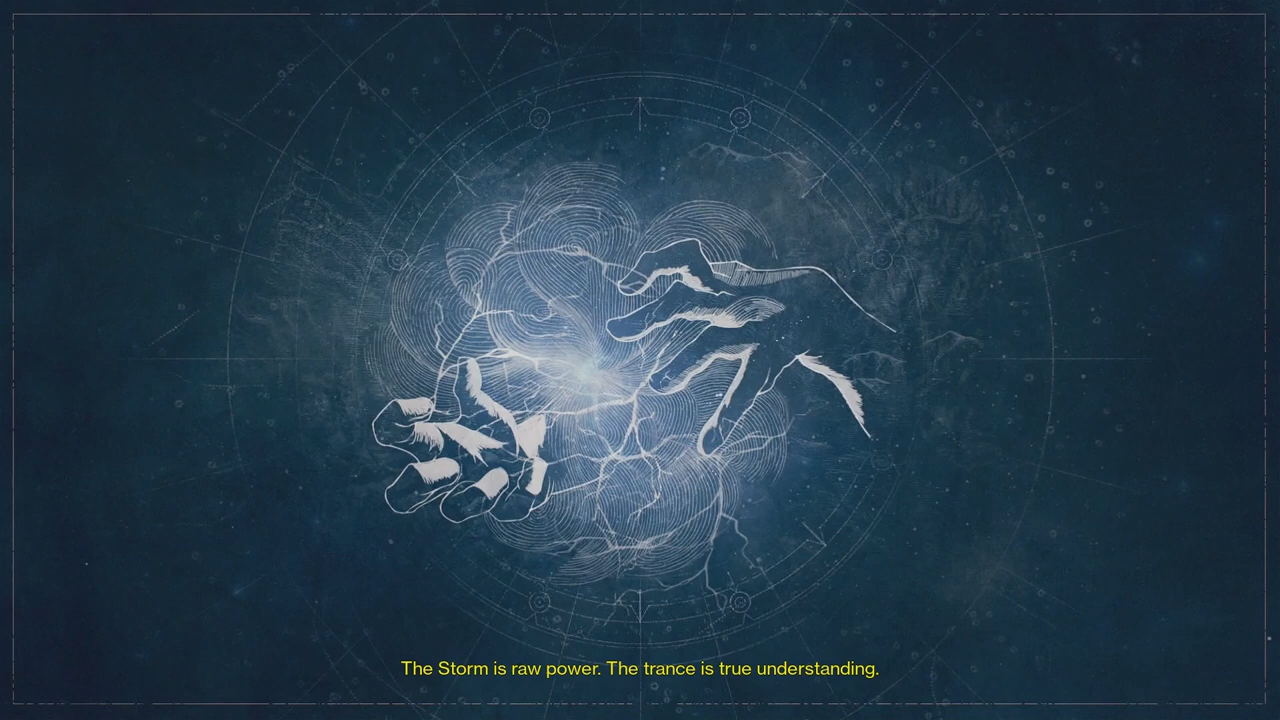 The Storm is raw power. The trance is true understanding.